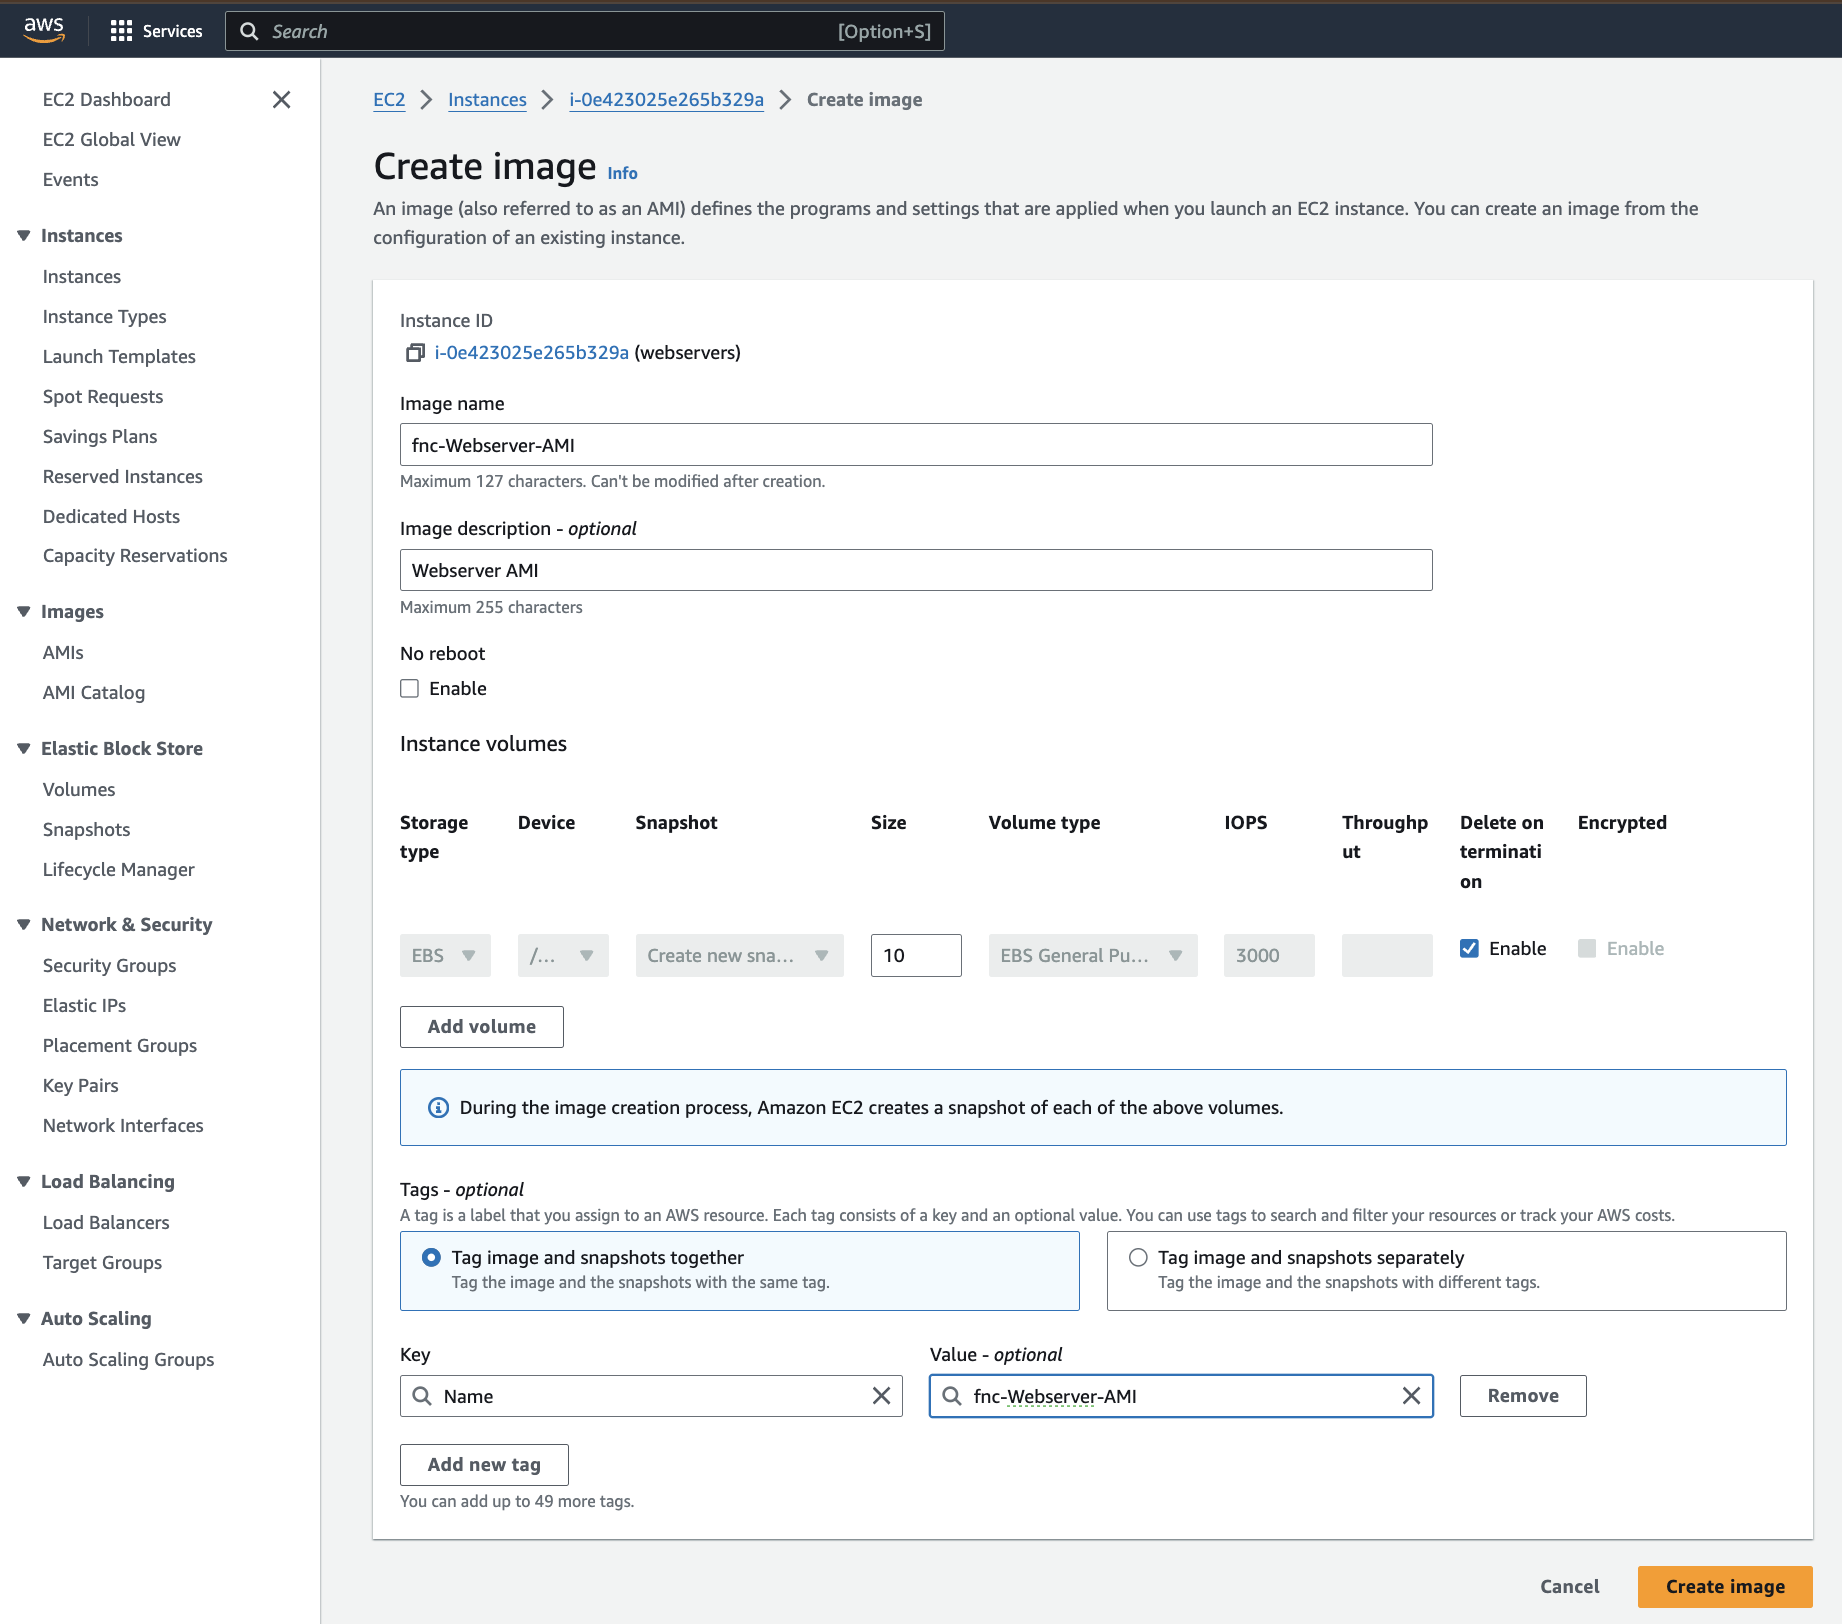 aws
Services
Search
[Option+S]
EC2 Dashboard
EC2 Global View
Events
Instances
Instances
Instance Types
Launch Templates
Spot Requests
Savings Plans
Reserved Instances
Dedicated Hosts
Capacity Reservations
Images
AMIs
AMI Catalog
Elastic Block Store
Volumes
Snapshots
Lifecycle Manager
Network & Security
Security Groups
Elastic IPs
Placement Groups
Key Pairs
Network Interfaces
Load Balancing
Load Balancers
Target Groups
Auto Scaling
Auto Scaling Groups
EC2 > Instances > i-0e423025e265b329a > Create image
Create image Info
An image (also referred to as an AMI) defines the programs and settings that are applied when you launch an EC2 instance. You can create an image from the
configuration of an existing instance.
Instance ID
i-0e423025e265b329a (webservers)
Image name
fnc-Webserver-AMI
Maximum 127 characters. Can't be modified after creation.
Image description - optional
Webserver AMI
Maximum 255 characters
No reboot
Enable
Instance volumes
Storage type
Device
Snapshot
Size
Volume type
IOPS
Throughp
ut
Delete on
terminati
on
Encrypted
EBS
/...
Create new sna...
10
EBS General Pu...
3000
Enable
Enable
Add volume
During the image creation process, Amazon EC2 creates a snapshot of each of the above volumes.
Tags - optional
A tag is a label that you assign to an AWS resource. Each tag consists of a key and an optional value. You can use tags to search and filter your resources or track your AWS costs.
Tag image and snapshots together
Tag the image and the snapshots with the same tag.
Tag image and snapshots separately
Tag the image and the snapshots with different tags.
Key
Name
Value - optional
fnc-Webserver-AMI
Remove
Add new tag
You can add up to 49 more tags.
Cancel
Create image